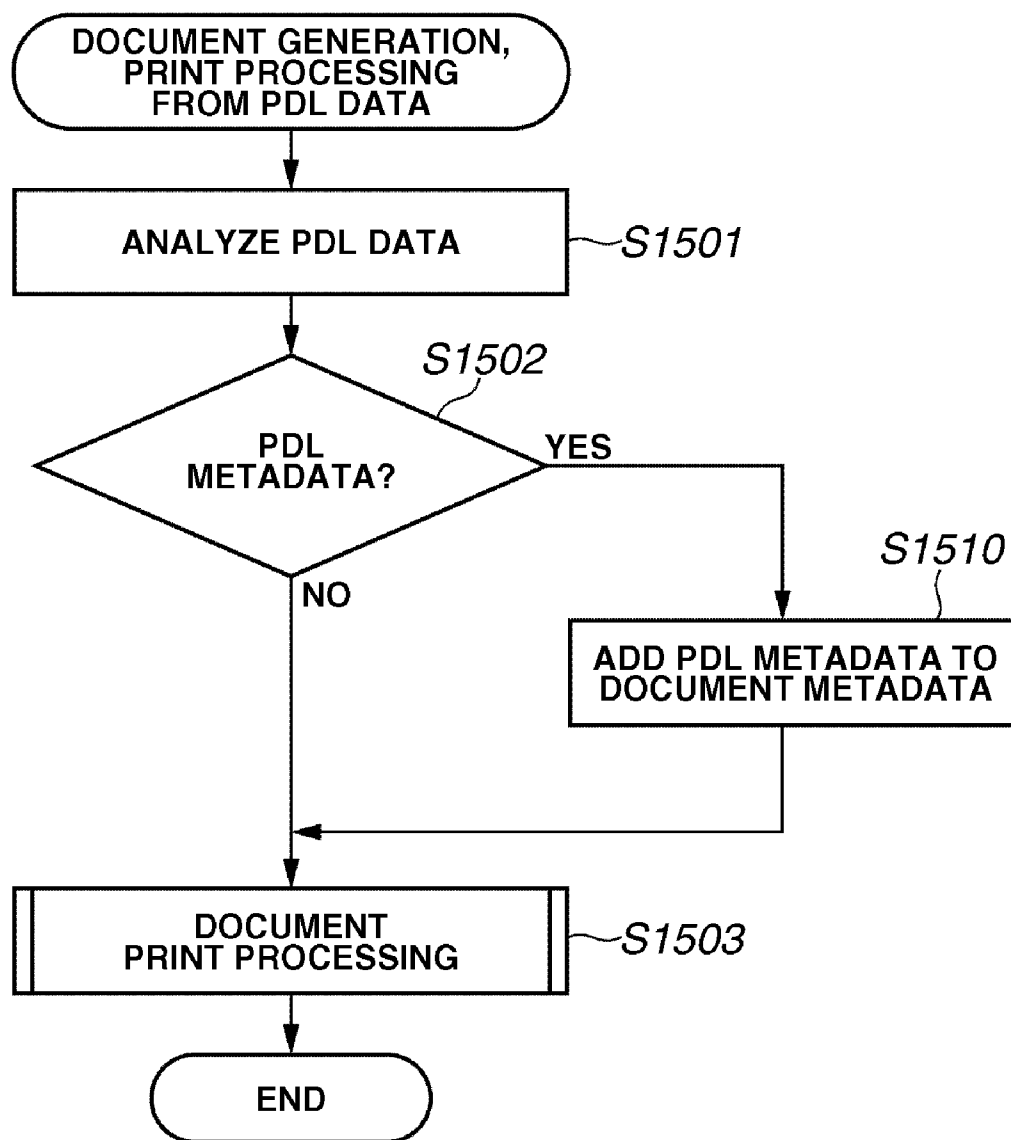 DOCUMENT GENERATION,
PRINT PROCESSING
FROM PDL DATA
ANALYZE PDL DATA
S1501
S1502
PDL
METADATA?
YES
NO
S1510
ADD PDL METADATA TO
DOCUMENT METADATA
DOCUMENT
PRINT PROCESSING
S1503
END